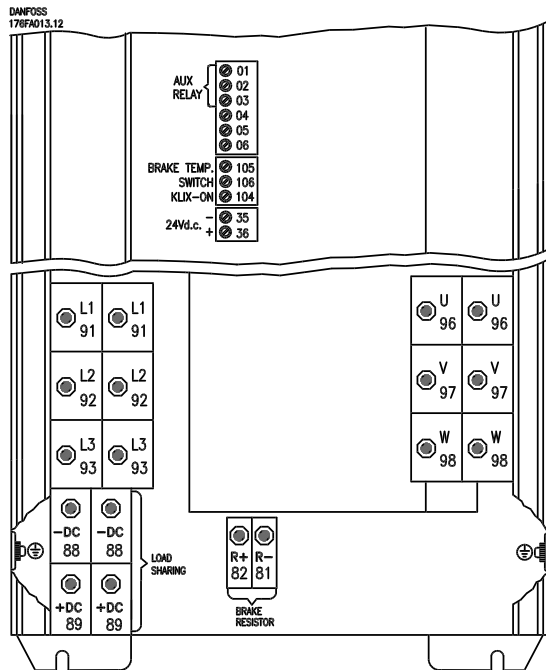 DANFOSS
176FA013.12
AUX
RELAY
01
02
03
04
05
06
BRAKE TEMP.
SWITCH
KLIX-ON
105
106
104
24Vd.c.
-
+
35
36
L1
91
L1
91
L2
92
L2
92
L3
93
L3
93
-DC
88
-DC
88
+DC
89
+DC
89
LOAD
SHARING
R+
82
R-
81
BRAKE
RESISTOR
U
96
U
96
V
97
V
97
W
98
W
98